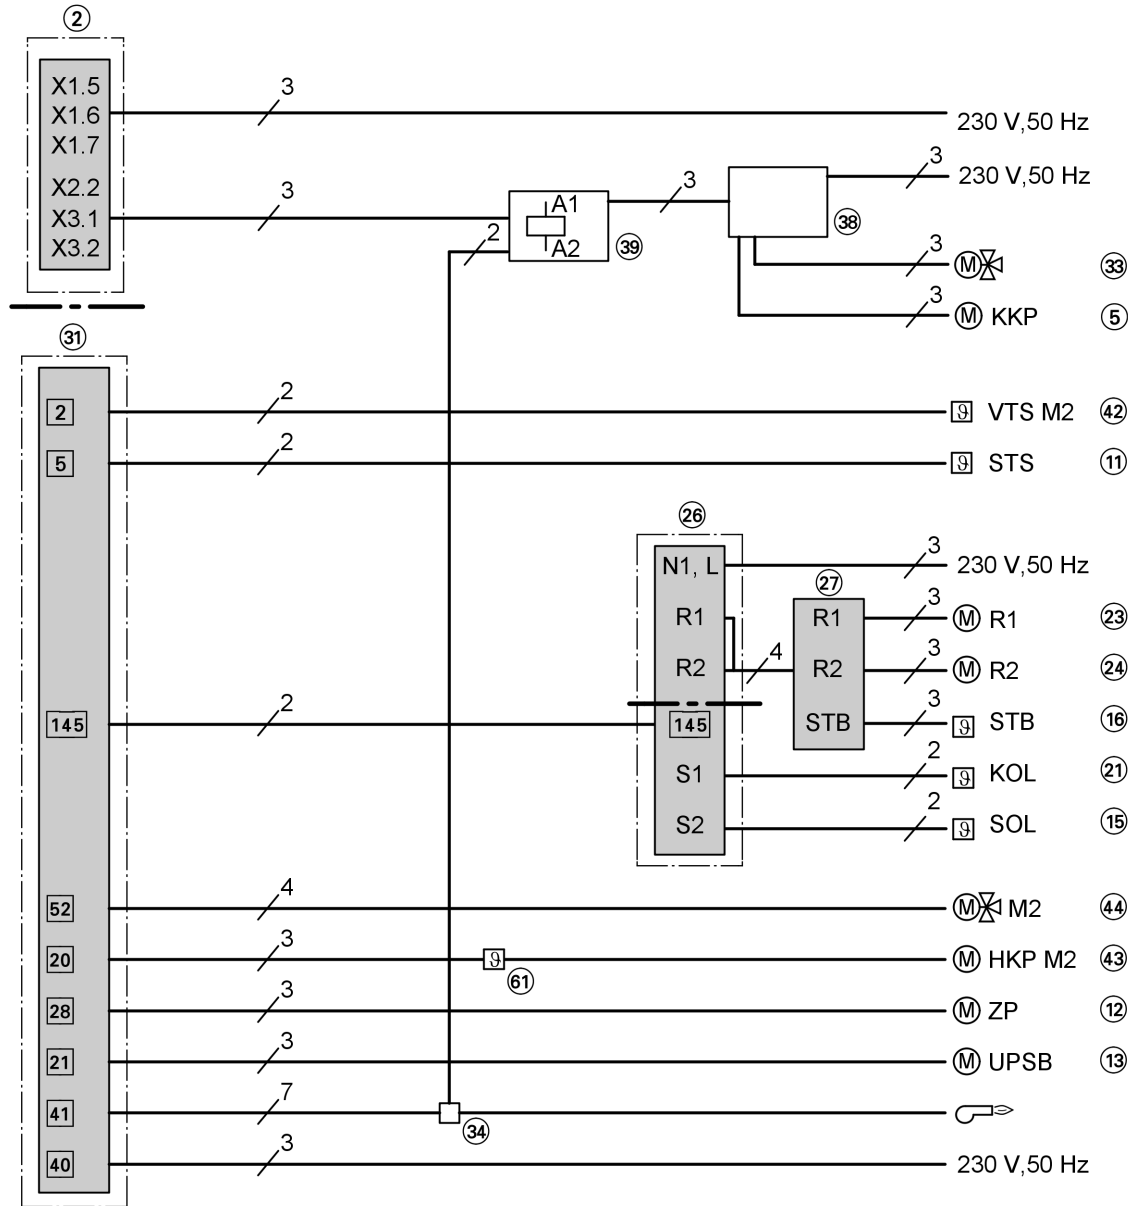 2
X1.5
X1.6
X1.7
X2.2
X3.1
X3.2
3
230 V,50 Hz
3
230 V,50 Hz
3
3
A1
A2
2
39
38
3
M
33
3
M KKP
5
31
2
2
ϑ VTS M2
42
5
2
ϑ STS
11
26
N1, L
R1
R2
145
S1
S2
3
230 V,50 Hz
27
R1
R2
STB
4
3
M R1
23
3
M R2
24
3
ϑ STB
16
2
ϑ KOL
21
2
ϑ SOL
15
145
2
52
4
M M2
44
20
3
ϑ
61
M HKP M2
43
28
3
M ZP
12
21
3
M UPSB
13
41
7
34
40
3
230 V,50 Hz